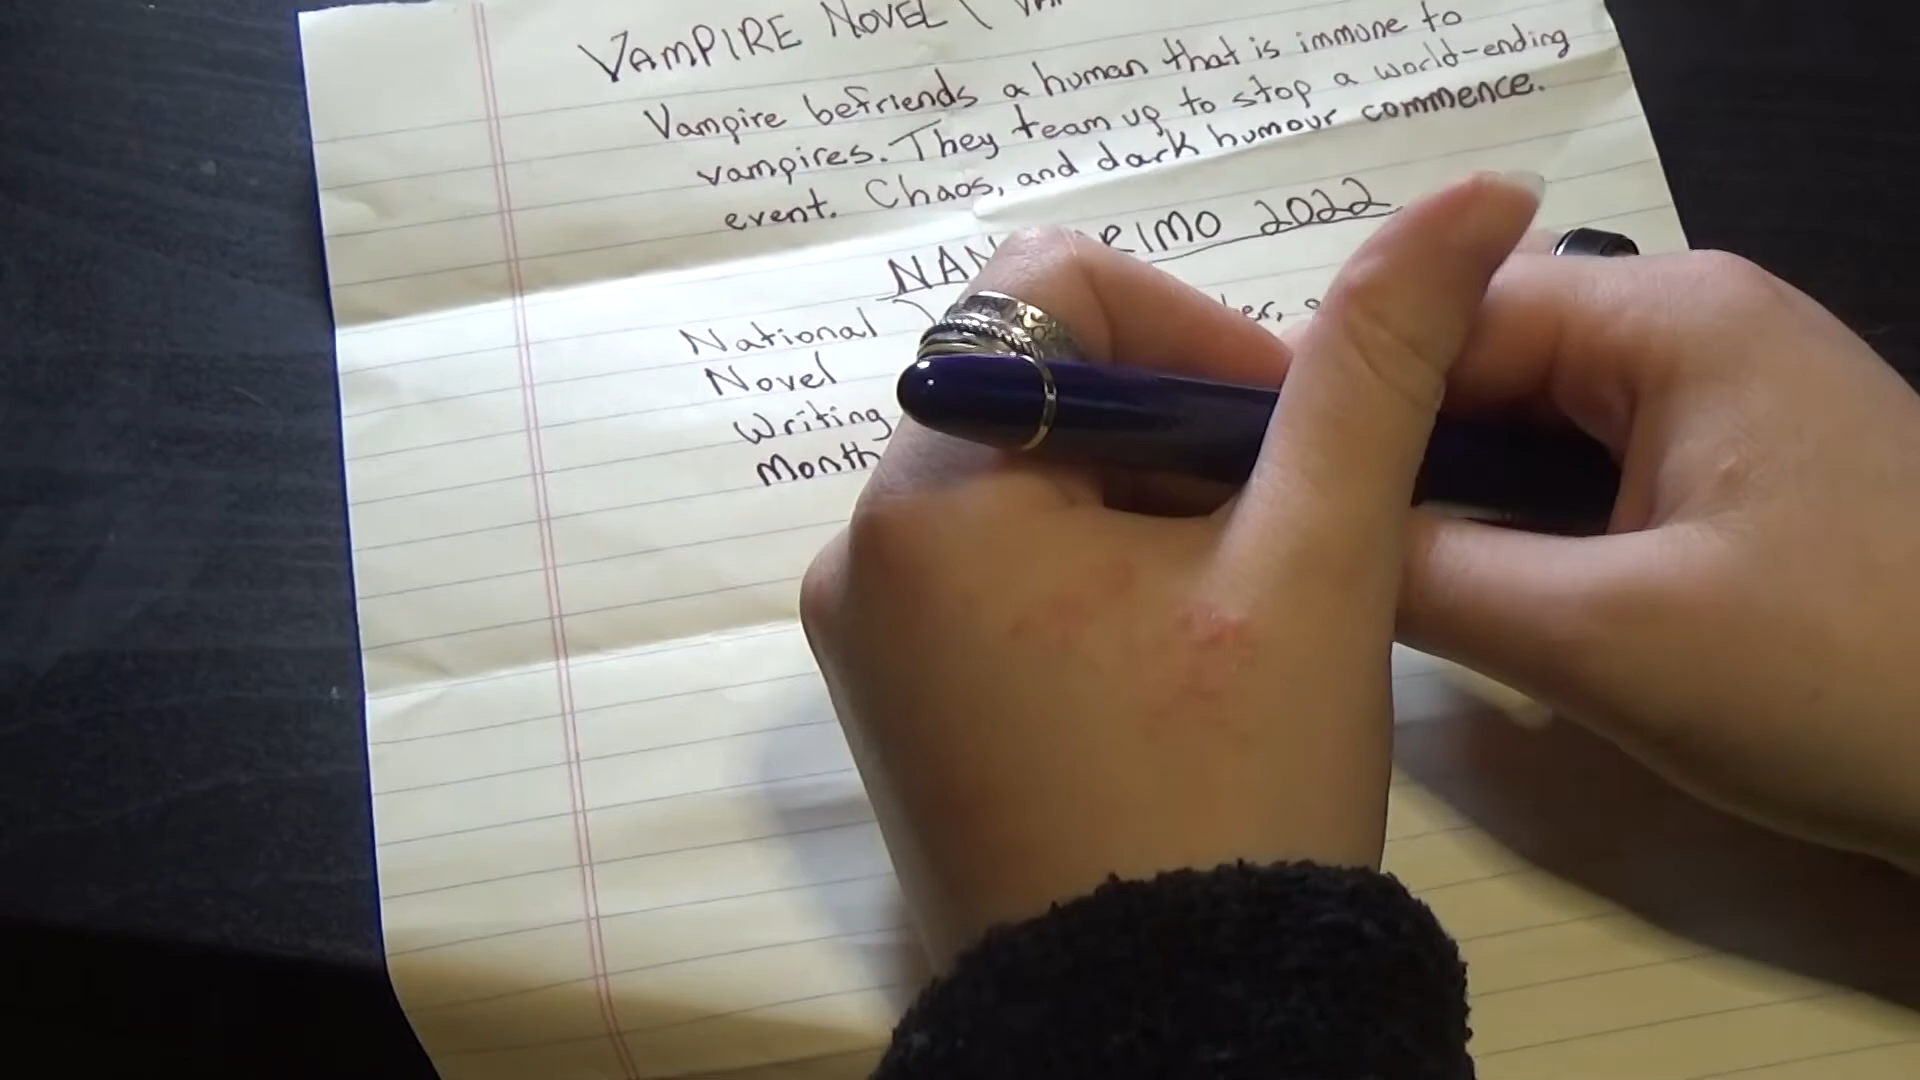 VAMPIRE NOVEL
Vampire befriends a human that is immune to
vampires. They team up to stop a world-ending
event. Chaos, and dark humour commence.
2022
National
Novel
Writing
Month